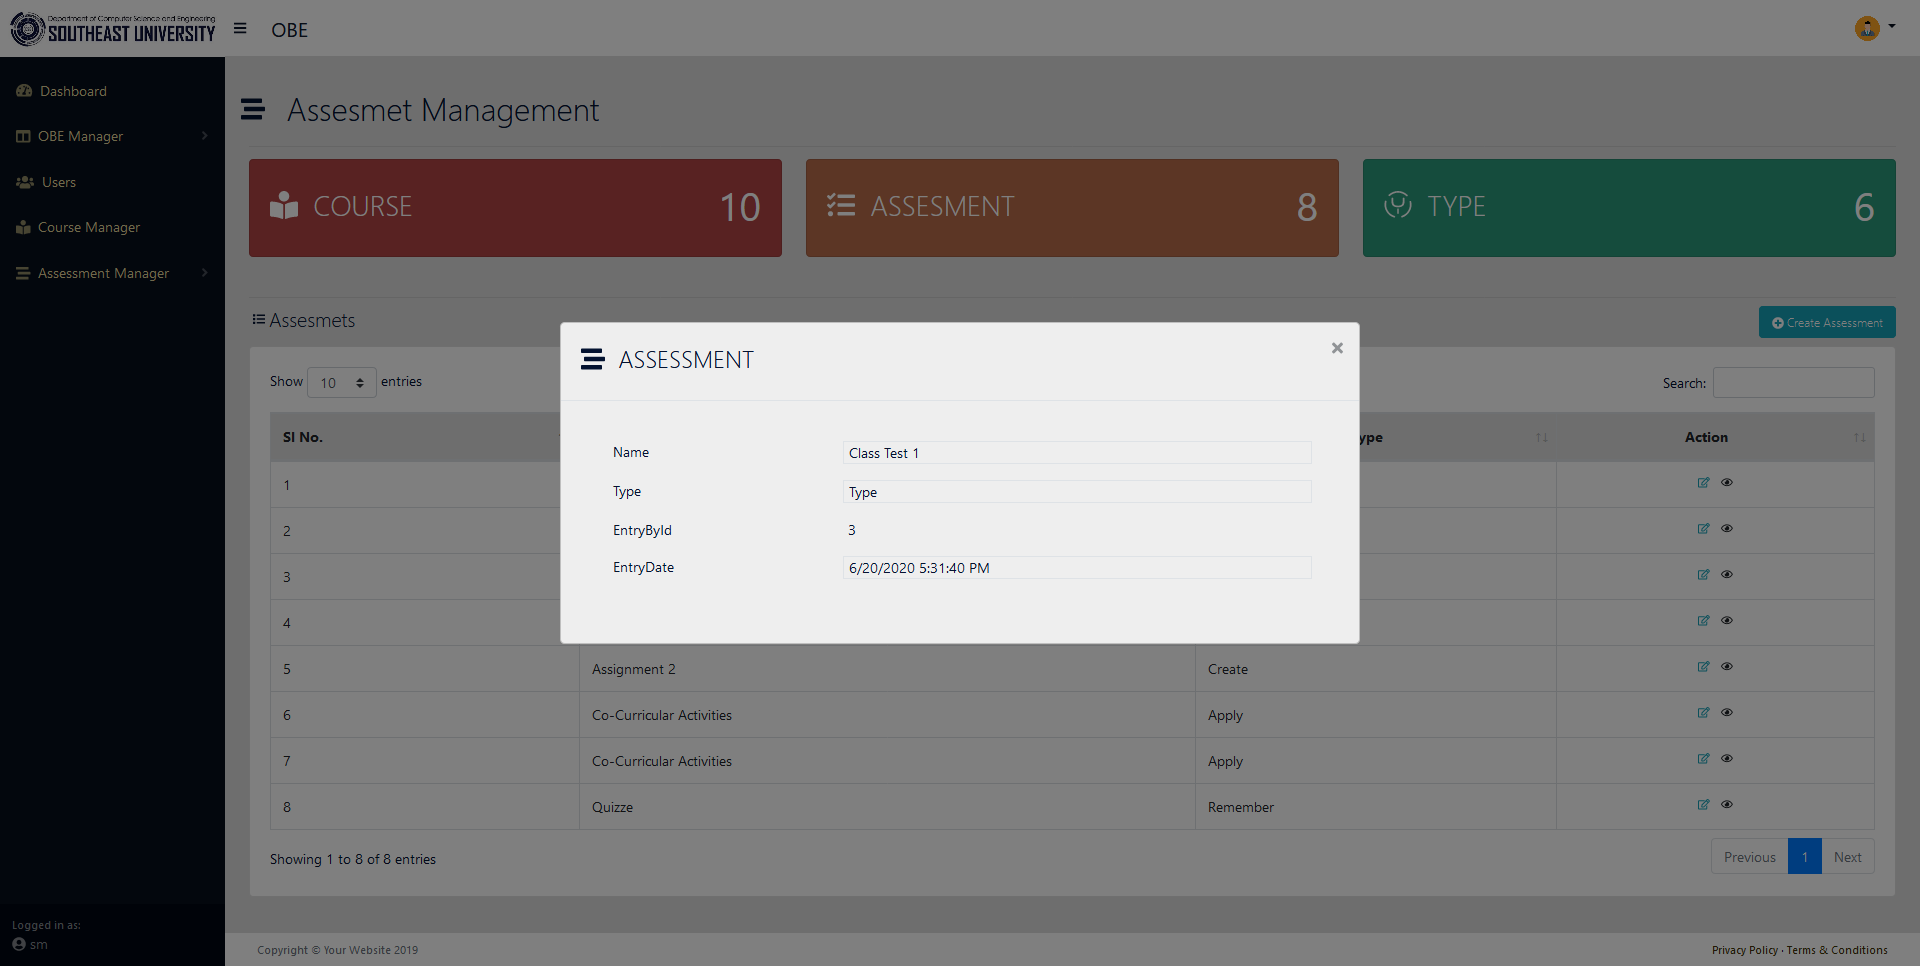 Department of Computer Science and Engineering
SOUTHEAST UNIVERSITY
OBE
Dashboard
OBE Manager
Users
Course Manager
Assessment Manager
Logged in as:
sm
Assesmet Management
COURSE 10
ASSESMENT 8
TYPE 6
Assesmets
Create Assessment
Show 10 entries
Search:
Sl No. ype Action
1
2
3
4
5 Assignment 2 Create
6 Co-Curricular Activities Apply
7 Co-Curricular Activities Apply
8 Quizze Remember
Showing 1 to 8 of 8 entries
Previous 1 Next
ASSESSMENT
×
Name Class Test 1
Type Type
EntryById 3
EntryDate 6/20/2020 5:31:40 PM
Copyright © Your Website 2019
Privacy Policy · Terms & Conditions